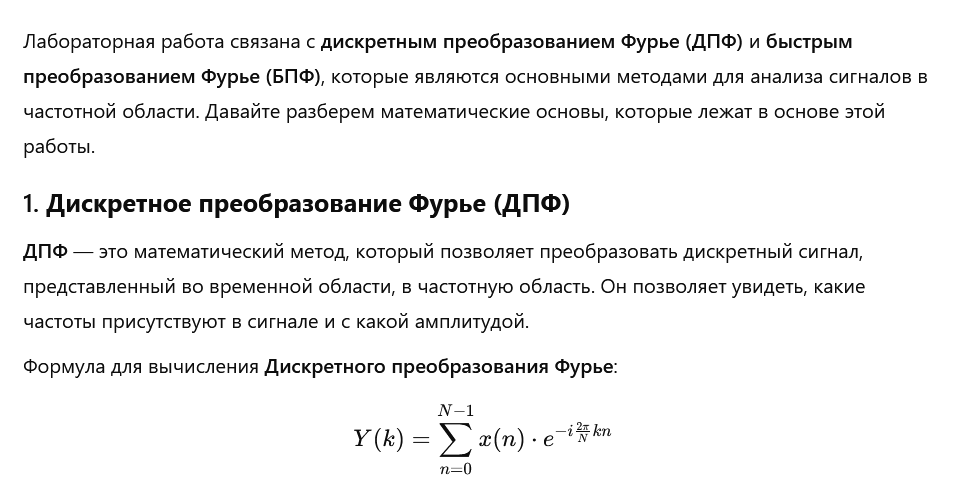 Лабораторная работа связана с дискретным преобразованием Фурье (ДПФ) и быстрым
преобразованием Фурье (БПФ), которые являются основными методами для анализа сигналов в
частотной области. Давайте разберем математические основы, которые лежат в основе этой
работы.
1. Дискретное преобразование Фурье (ДПФ)
ДПФ — это математический метод, который позволяет преобразовать дискретный сигнал,
представленный во временной области, в частотную область. Он позволяет увидеть, какие
частоты присутствуют в сигнале и с какой амплитудой.
Формула для вычисления Дискретного преобразования Фурье:
$Y(k) = \sum_{n=0}^{N-1} x(n) \cdot e^{-i\frac{2\pi}{N}kn}$